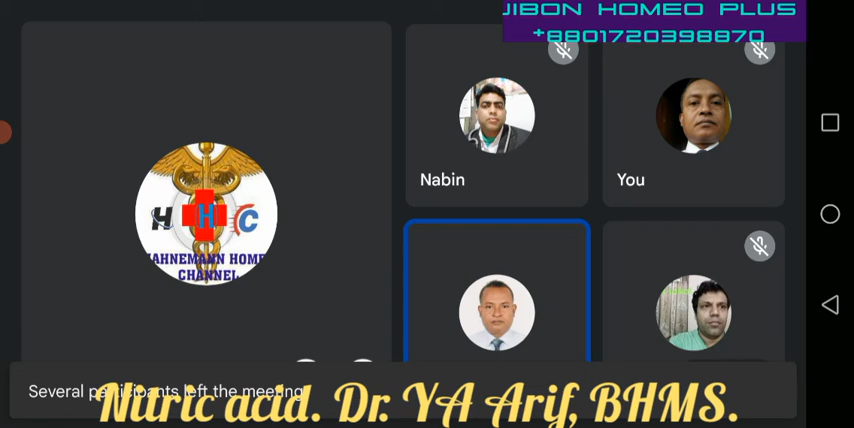 JIBON HOMEO PLUS
+8801720398870
Nabin
You
H H C
HAHNEMANN HOME
CHANNEL
Several participants left the meeting
Nitric acid. Dr. YA Arif, BHMS.